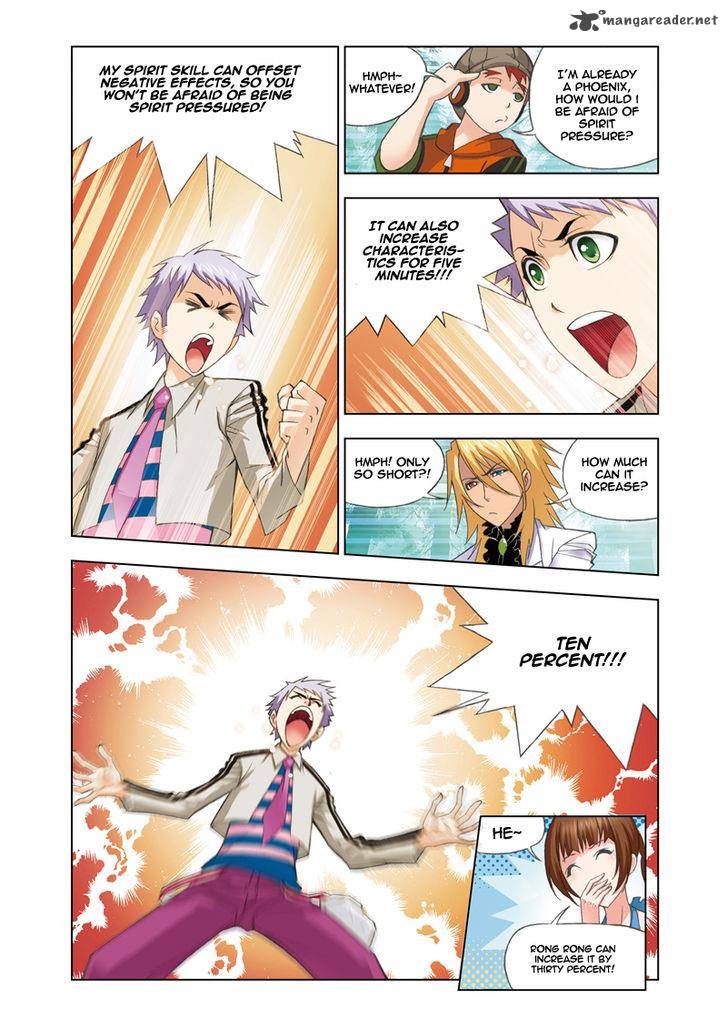 mangareader.net
MY SPIRIT SKILL CAN OFFSET
NEGATIVE EFFECTS, SO YOU
WON'T BE AFRAID OF BEING
SPIRIT PRESSURED!
HMPH~
WHATEVER!
I'M ALREADY
A PHOENIX,
HOW WOULD I
BE AFRAID OF
SPIRIT
PRESSURE?
IT CAN ALSO
INCREASE
CHARACTERIS-
TICS FOR FIVE
MINUTES!!!
HMPH! ONLY
SO SHORT?!
HOW MUCH
CAN IT
INCREASE?
TEN
PERCENT!!!
HE~
RONG RONG CAN
INCREASE IT BY
THIRTY PERCENT!